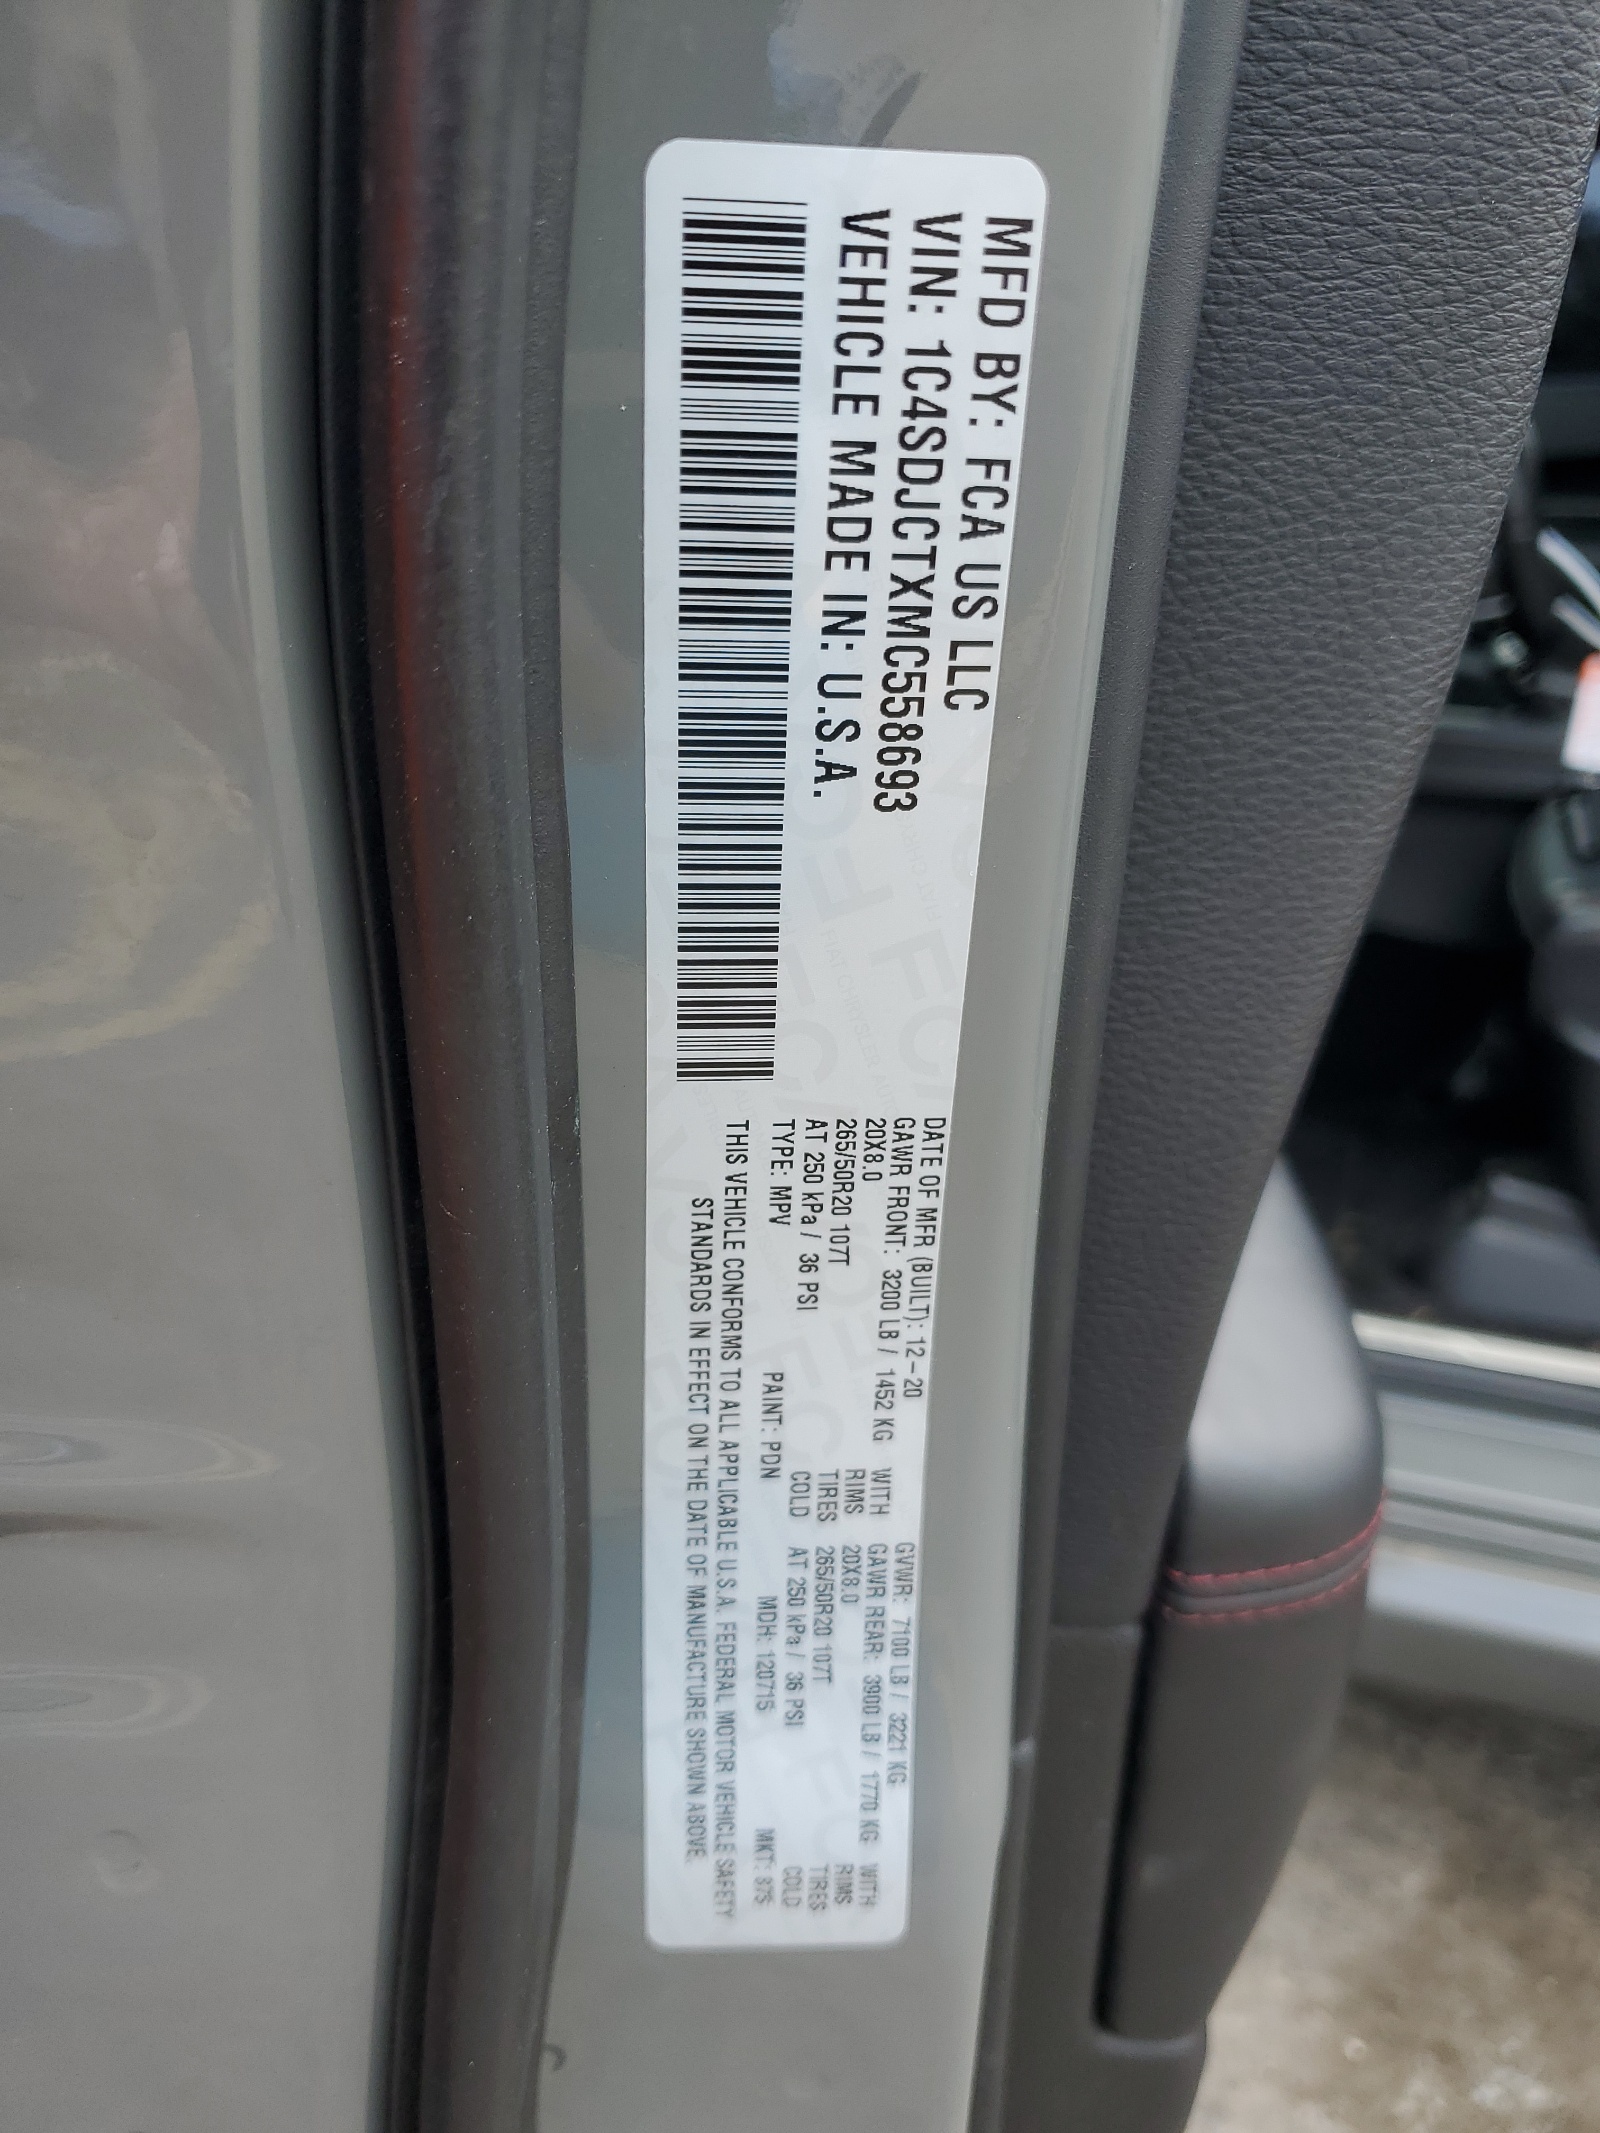 MFD BY: FCA US LLC
VIN: 1C4SDJCTXMC558693
VEHICLE MADE IN: U.S.A.
DATE OF MFR (BUILT): 12-20 GVWR: 7100 LB / 3221 KG
GAWR FRONT: 3200 LB / 1452 KG WITH GAWR REAR: 3900 LB / 1770 KG WITH
20X8.0 RIMS 20X8.0 RIMS
265/50R20 107T TIRES 265/50R20 107T TIRES
AT 250 kPa / 36 PSI COLD AT 250 kPa / 36 PSI COLD
TYPE: MPV PAINT: PDN MDH: 120715 MKT:
THIS VEHICLE CONFORMS TO ALL APPLICABLE U.S.A. FEDERAL MOTOR VEHICLE SAFETY
STANDARDS IN EFFECT ON THE DATE OF MANUFACTURE SHOWN ABOVE.